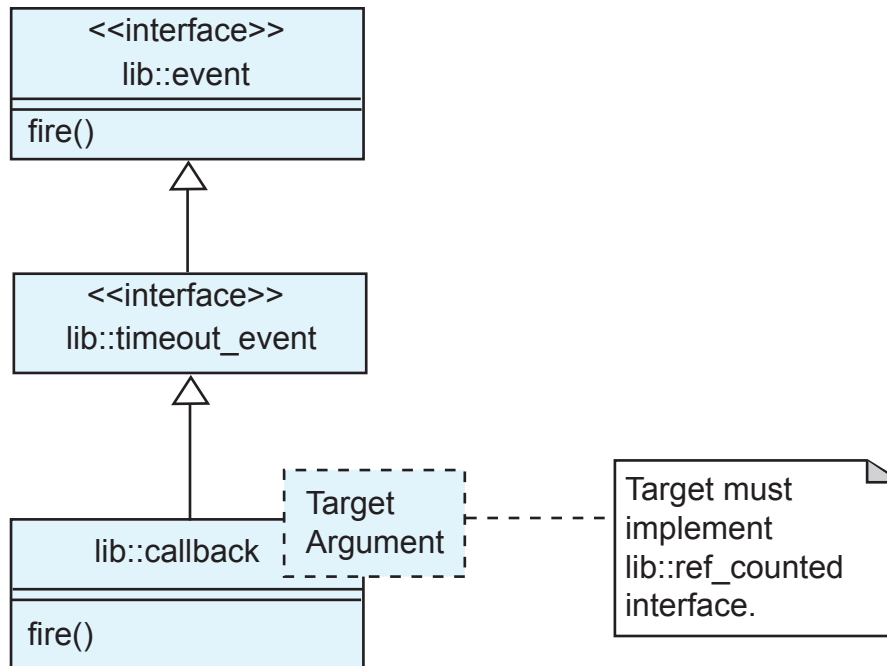 <<interface>>
lib::event
fire()
<<interface>>
lib::timeout_event
lib::callback
Target
Argument
fire()
Target must
implement
lib::ref_counted
interface.